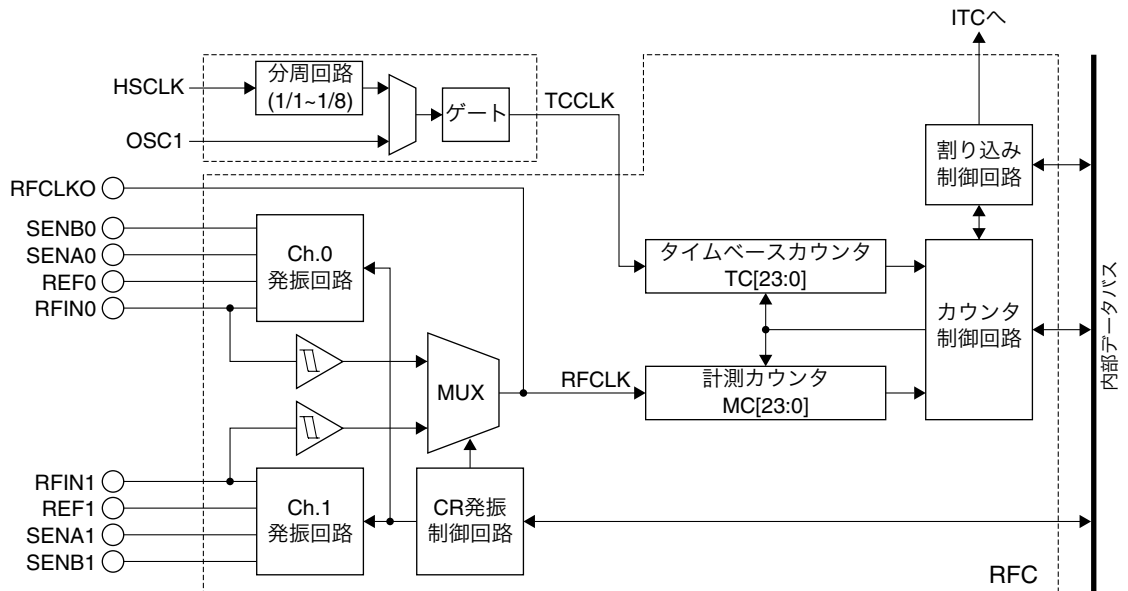 ITCへ
HSCLK
分周回路
(1/1~1/8)
ゲート
TCCLK
OSC1
割り込み
制御回路
RFCLKO
SENB0
SENA0
REF0
RFIN0
Ch.0
発振回路
タイムベースカウンタ
TC[23:0]
カウンタ
制御回路
内部データバス
MUX
RFCLK
計測カウンタ
MC[23:0]
RFIN1
REF1
SENA1
SENB1
Ch.1
発振回路
CR発振
制御回路
RFC